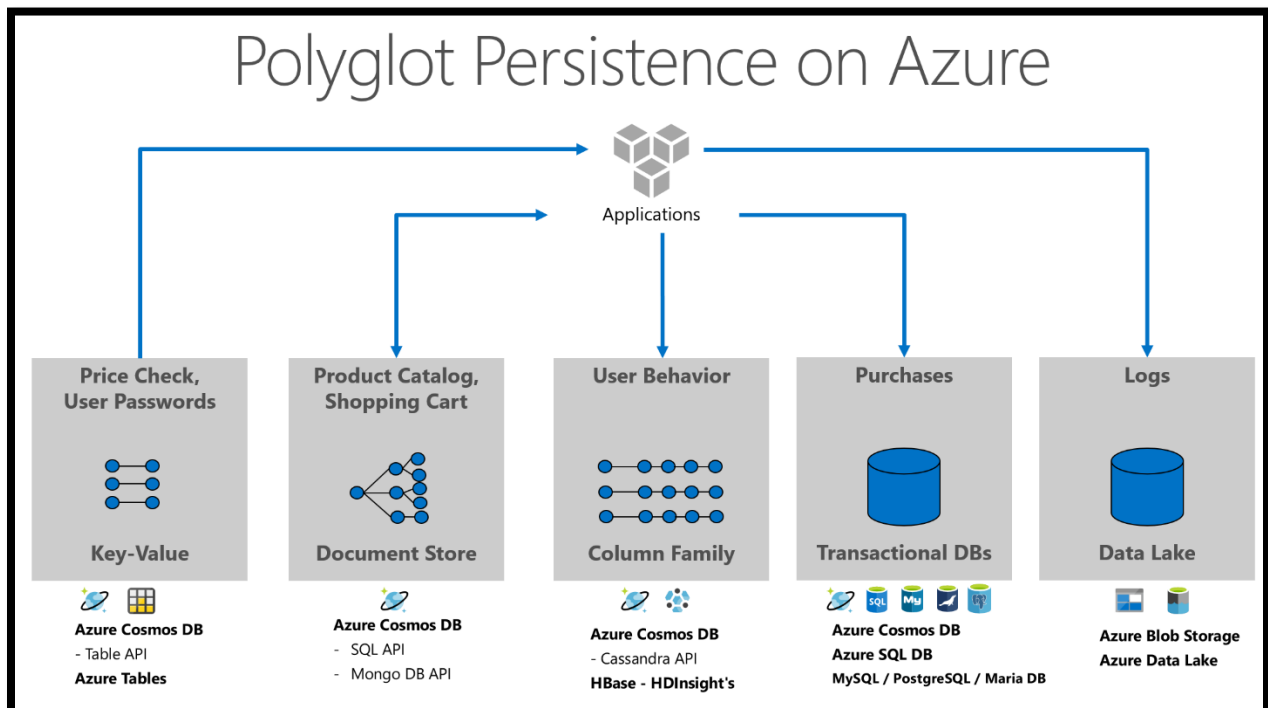 Polyglot Persistence on Azure
Applications
Price Check,
User Passwords
Key-Value
Azure Cosmos DB
- Table API
Azure Tables
Product Catalog,
Shopping Cart
Document Store
Azure Cosmos DB
- SQL API
- Mongo DB API
User Behavior
Column Family
Azure Cosmos DB
- Cassandra API
HBase - HDInsight's
Purchases
Transactional DBs
SQL
My
Azure Cosmos DB
Azure SQL DB
MySQL / PostgreSQL / Maria DB
Logs
Data Lake
Azure Blob Storage
Azure Data Lake